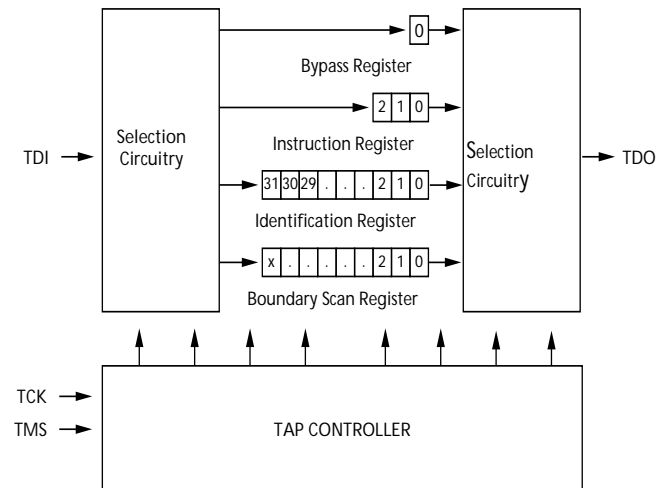 0
Bypass Register
2 1 0
Instruction Register
Selection
Circuitry
Selection
Circuitry
TDI
TDO
31 30 29 . . . 2 1 0
Identification Register
x . . . . . 2 1 0
Boundary Scan Register
TCK
TMS
TAP CONTROLLER